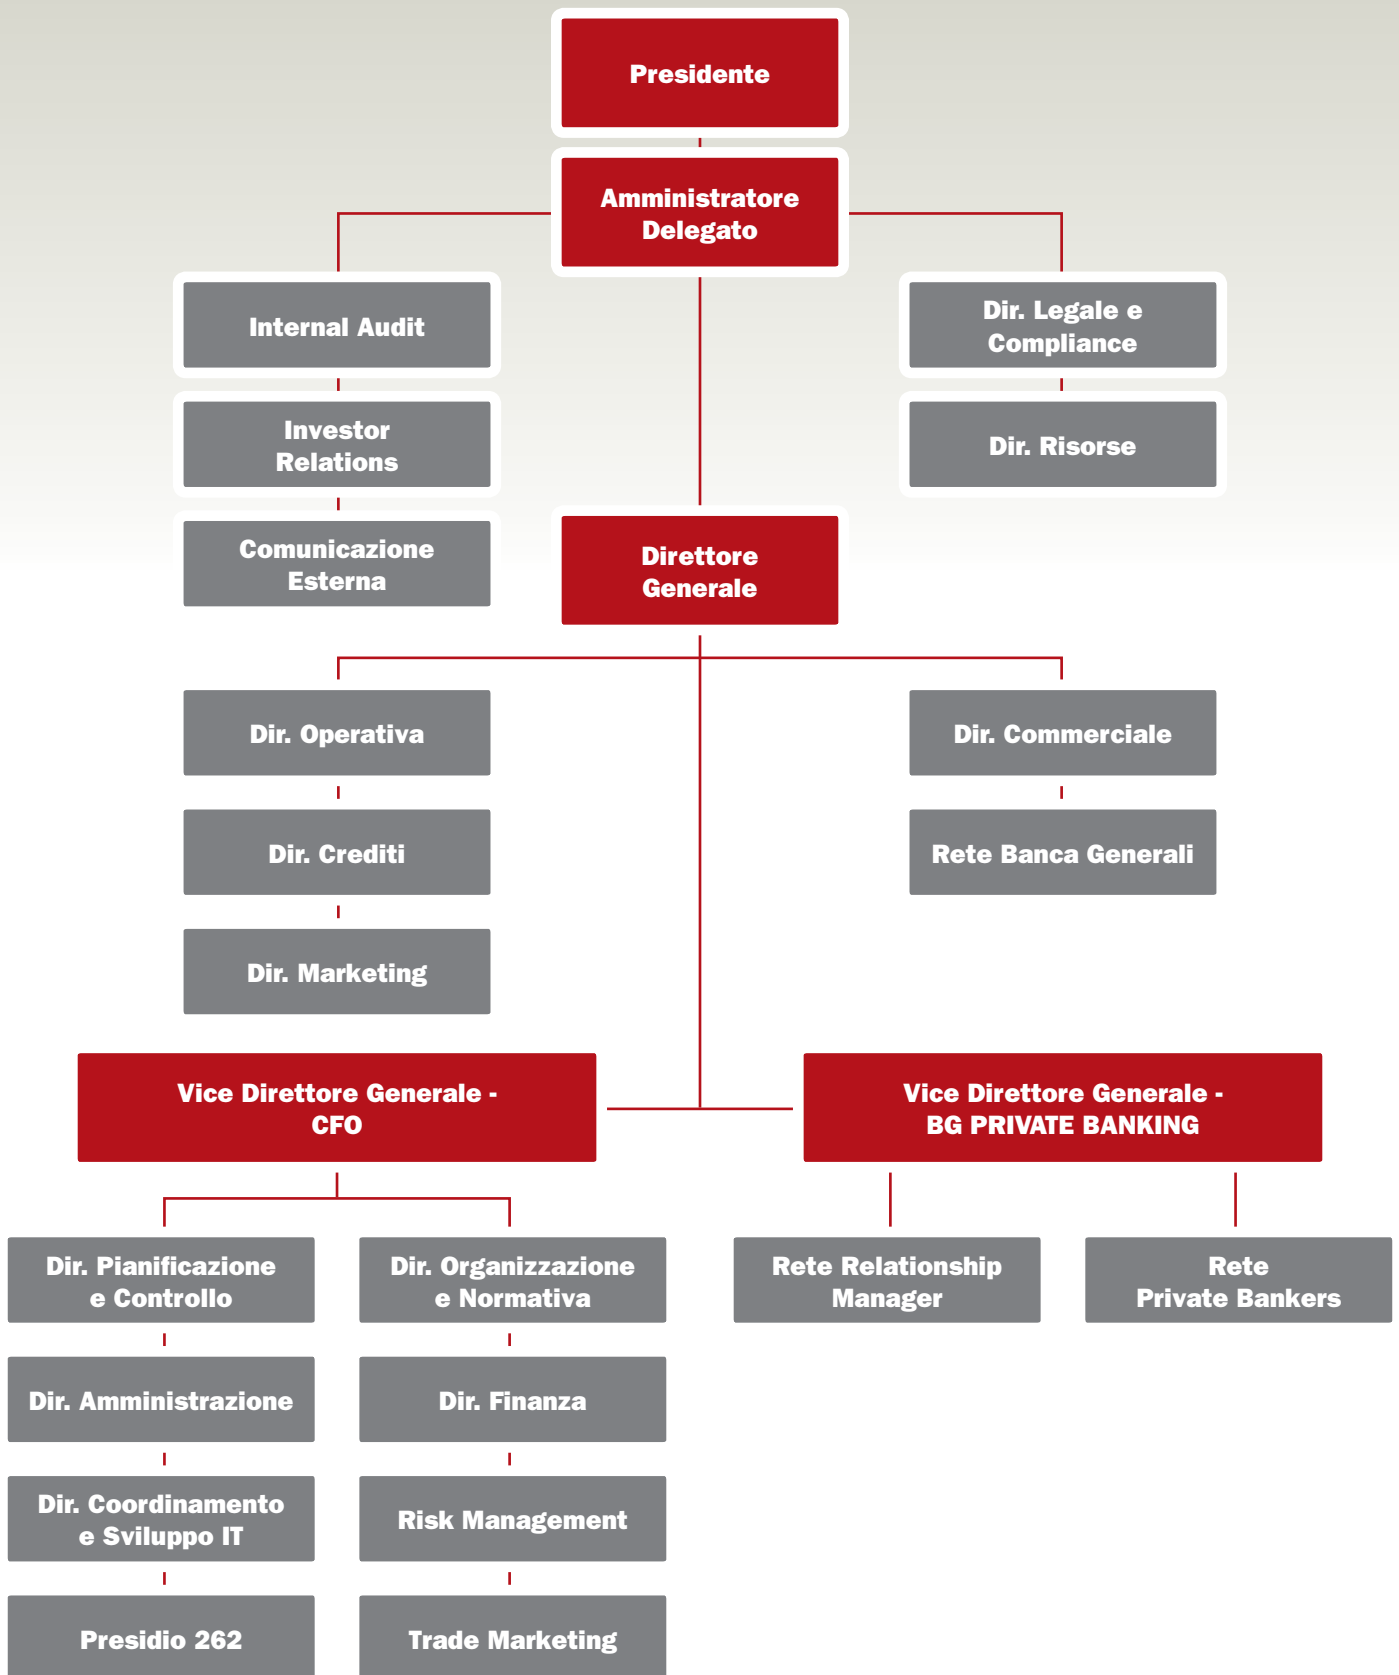 Presidente
Amministratore
Delegato
Internal Audit
Dir. Legale e
Compliance
Investor
Relations
Dir. Risorse
Comunicazione
Esterna
Direttore
Generale
Dir. Operativa
Dir. Commerciale
Dir. Crediti
Rete Banca Generali
Dir. Marketing
Vice Direttore Generale -
CFO
Vice Direttore Generale -
BG PRIVATE BANKING
Dir. Pianificazione
e Controllo
Dir. Organizzazione
e Normativa
Rete Relationship
Manager
Rete
Private Bankers
Dir. Amministrazione
Dir. Finanza
Dir. Coordinamento
e Sviluppo IT
Risk Management
Presidio 262
Trade Marketing